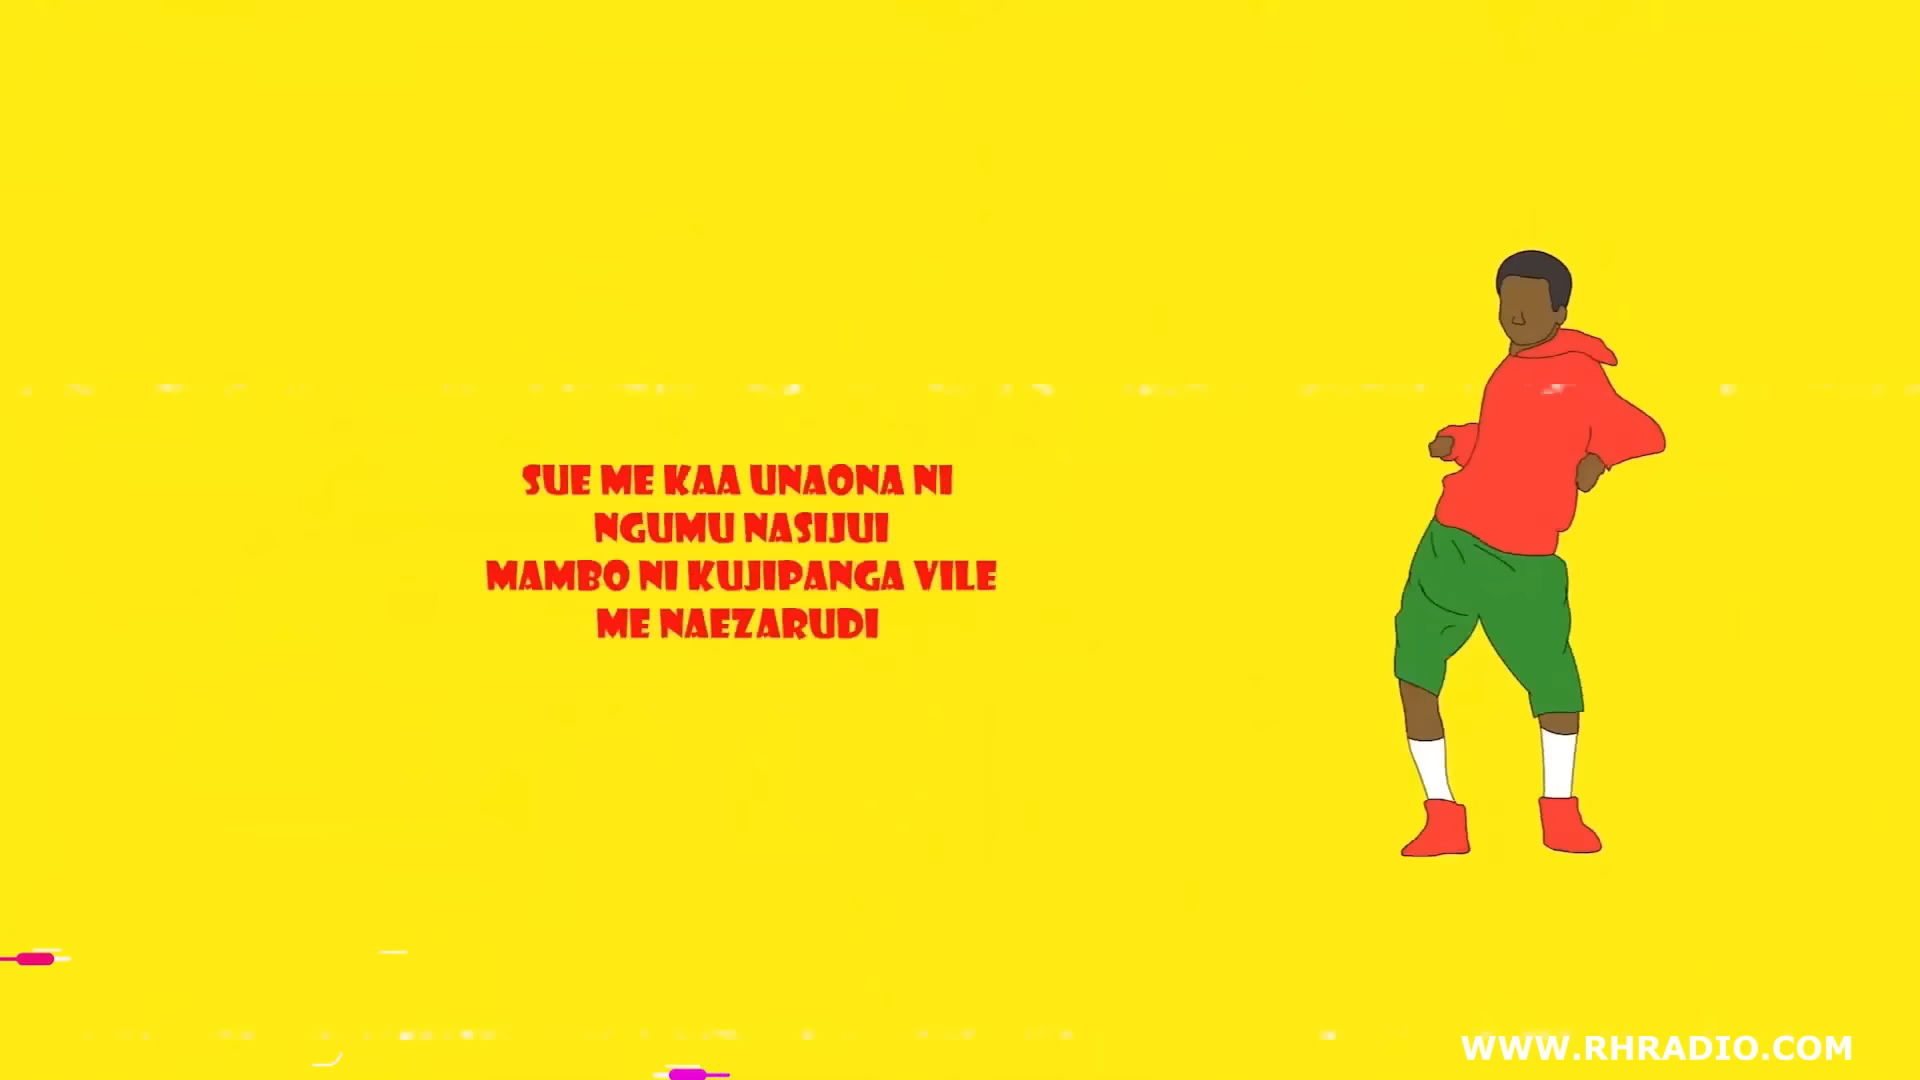 SUE ME KAA UNAONA NI
NGUMU NASIJUI
MAMBO NI KUJIPANGA VILE
ME NAEZARUDI
WWW.RHRADIO.COM